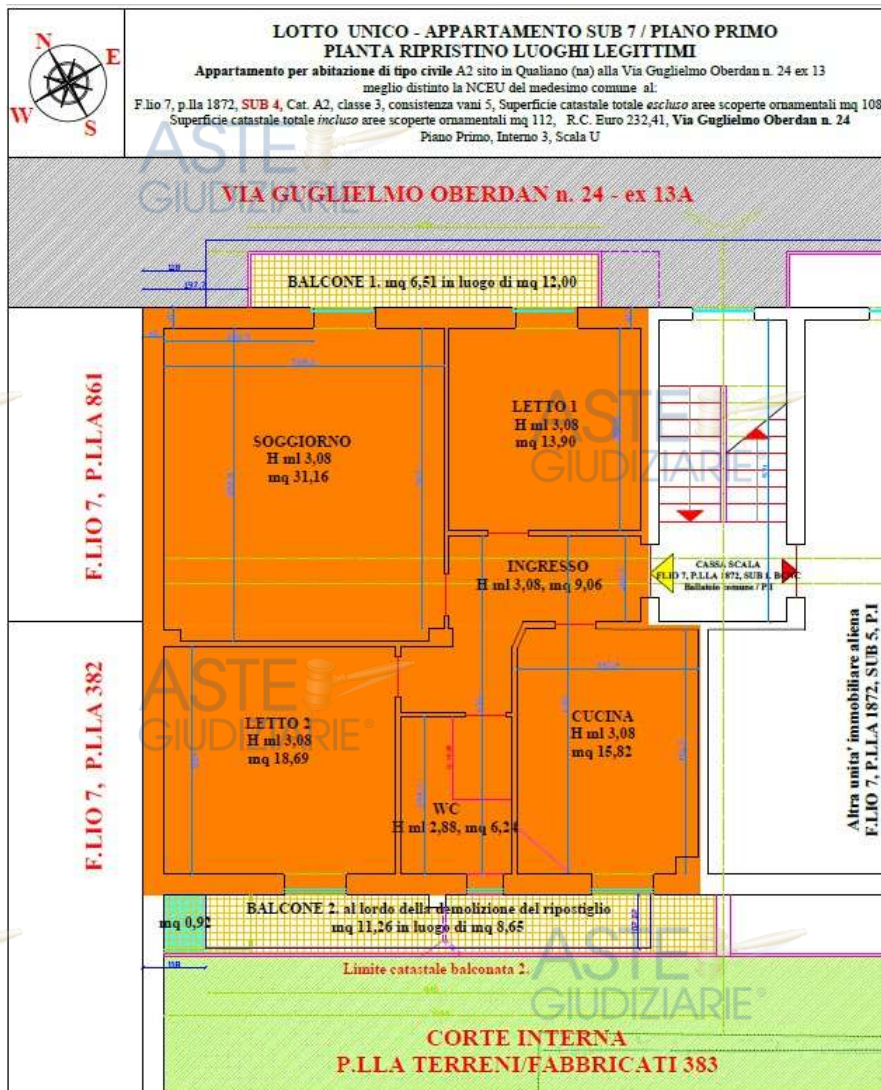 LOTTO UNICO - APPARTAMENTO SUB 7 / PIANO PRIMO
PIANTA RIPRISTINO LUOGHI LEGITTIMI
Appartamento per abitazione di tipo civile A2 sito in Qualiano (na) alla Via Guglielmo Oberdan n. 24 ex 13
meglio distinto la NCEU del medesimo comune al:
F.lio 7, p.lla 1872, SUB 4, Cat. A2, classe 3, consistenza vani 5, Superficie catastale totale escluso aree scoperte ornamentali mq 108
Superficie catastale totale incluso aree scoperte ornamentali mq 112, R.C. Euro 232,41, Via Guglielmo Oberdan n. 24
Piano Primo, Interno 3, Scala U
N
E
W
S
ASTE
GIUDIZIARIE
VIA GUGLIELMO OBERDAN n. 24 - ex 13A
118
197,7
BALCONE 1. mq 6,51 in luogo di mq 12,00
F.LIO 7, P.LLA 861
SOGGIORNO
H ml 3,08
mq 31,16
LETTO 1
H ml 3,08
mq 13,90
ASTE
GIUDIZIARIE
INGRESSO
H ml 3,08, mq 9,06
CASSA SCALA
Ballatoio comune / P.I
F.LIO 7, P.LLA 382
ASTE
GIUDIZIARIE®
LETTO 2
H ml 3,08
mq 18,69
CUCINA
H ml 3,08
mq 15,82
WC
H ml 2,88, mq 6,24
Altra unita' immobiliare aliena
F.LIO 7, P.LLA 1872, SUB 5, P.I
mq 0,92
BALCONE 2. al lordo della demolizione del ripostiglio
mq 11,26 in luogo di mq 8,65
118
Limite catastale balconata 2.
ASTE
GIUDIZIARIE®
CORTE INTERNA
P.LLA TERRENI/FABBRICATI 383